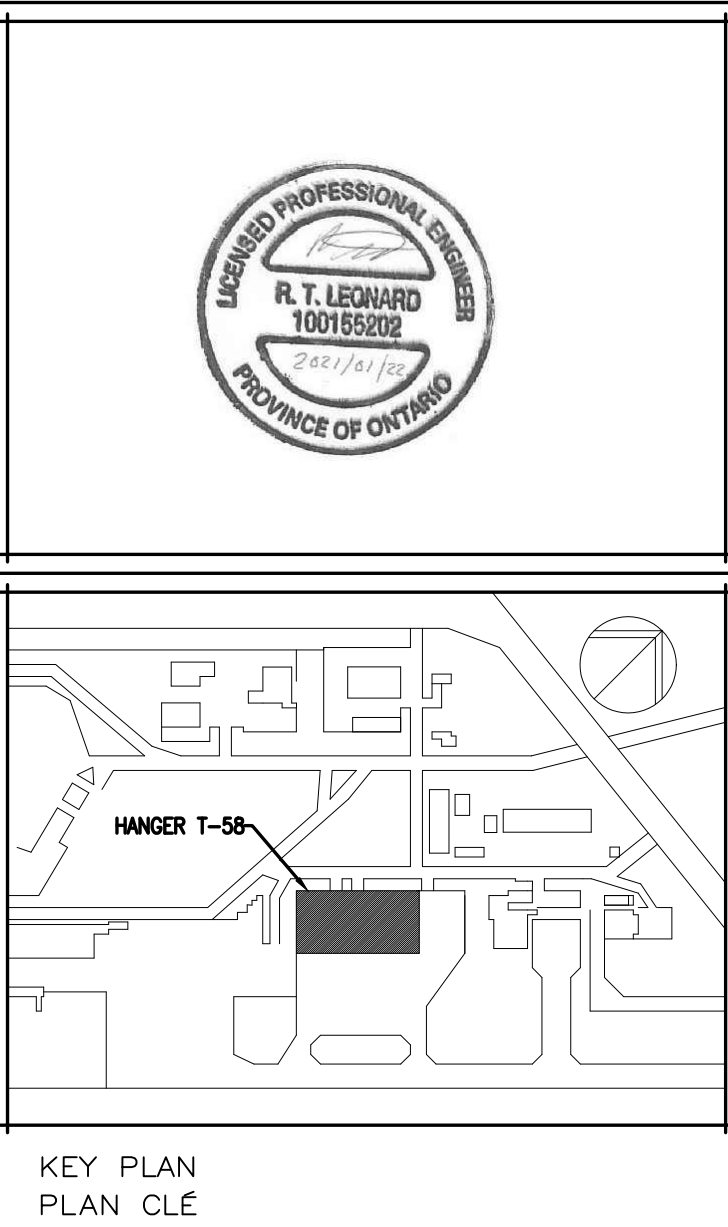 LICENSED PROFESSIONAL ENGINEER
R. T. LEONARD
100155202
2021/01/22
PROVINCE OF ONTARIO
HANGER T-58
KEY PLAN
PLAN CLÉ